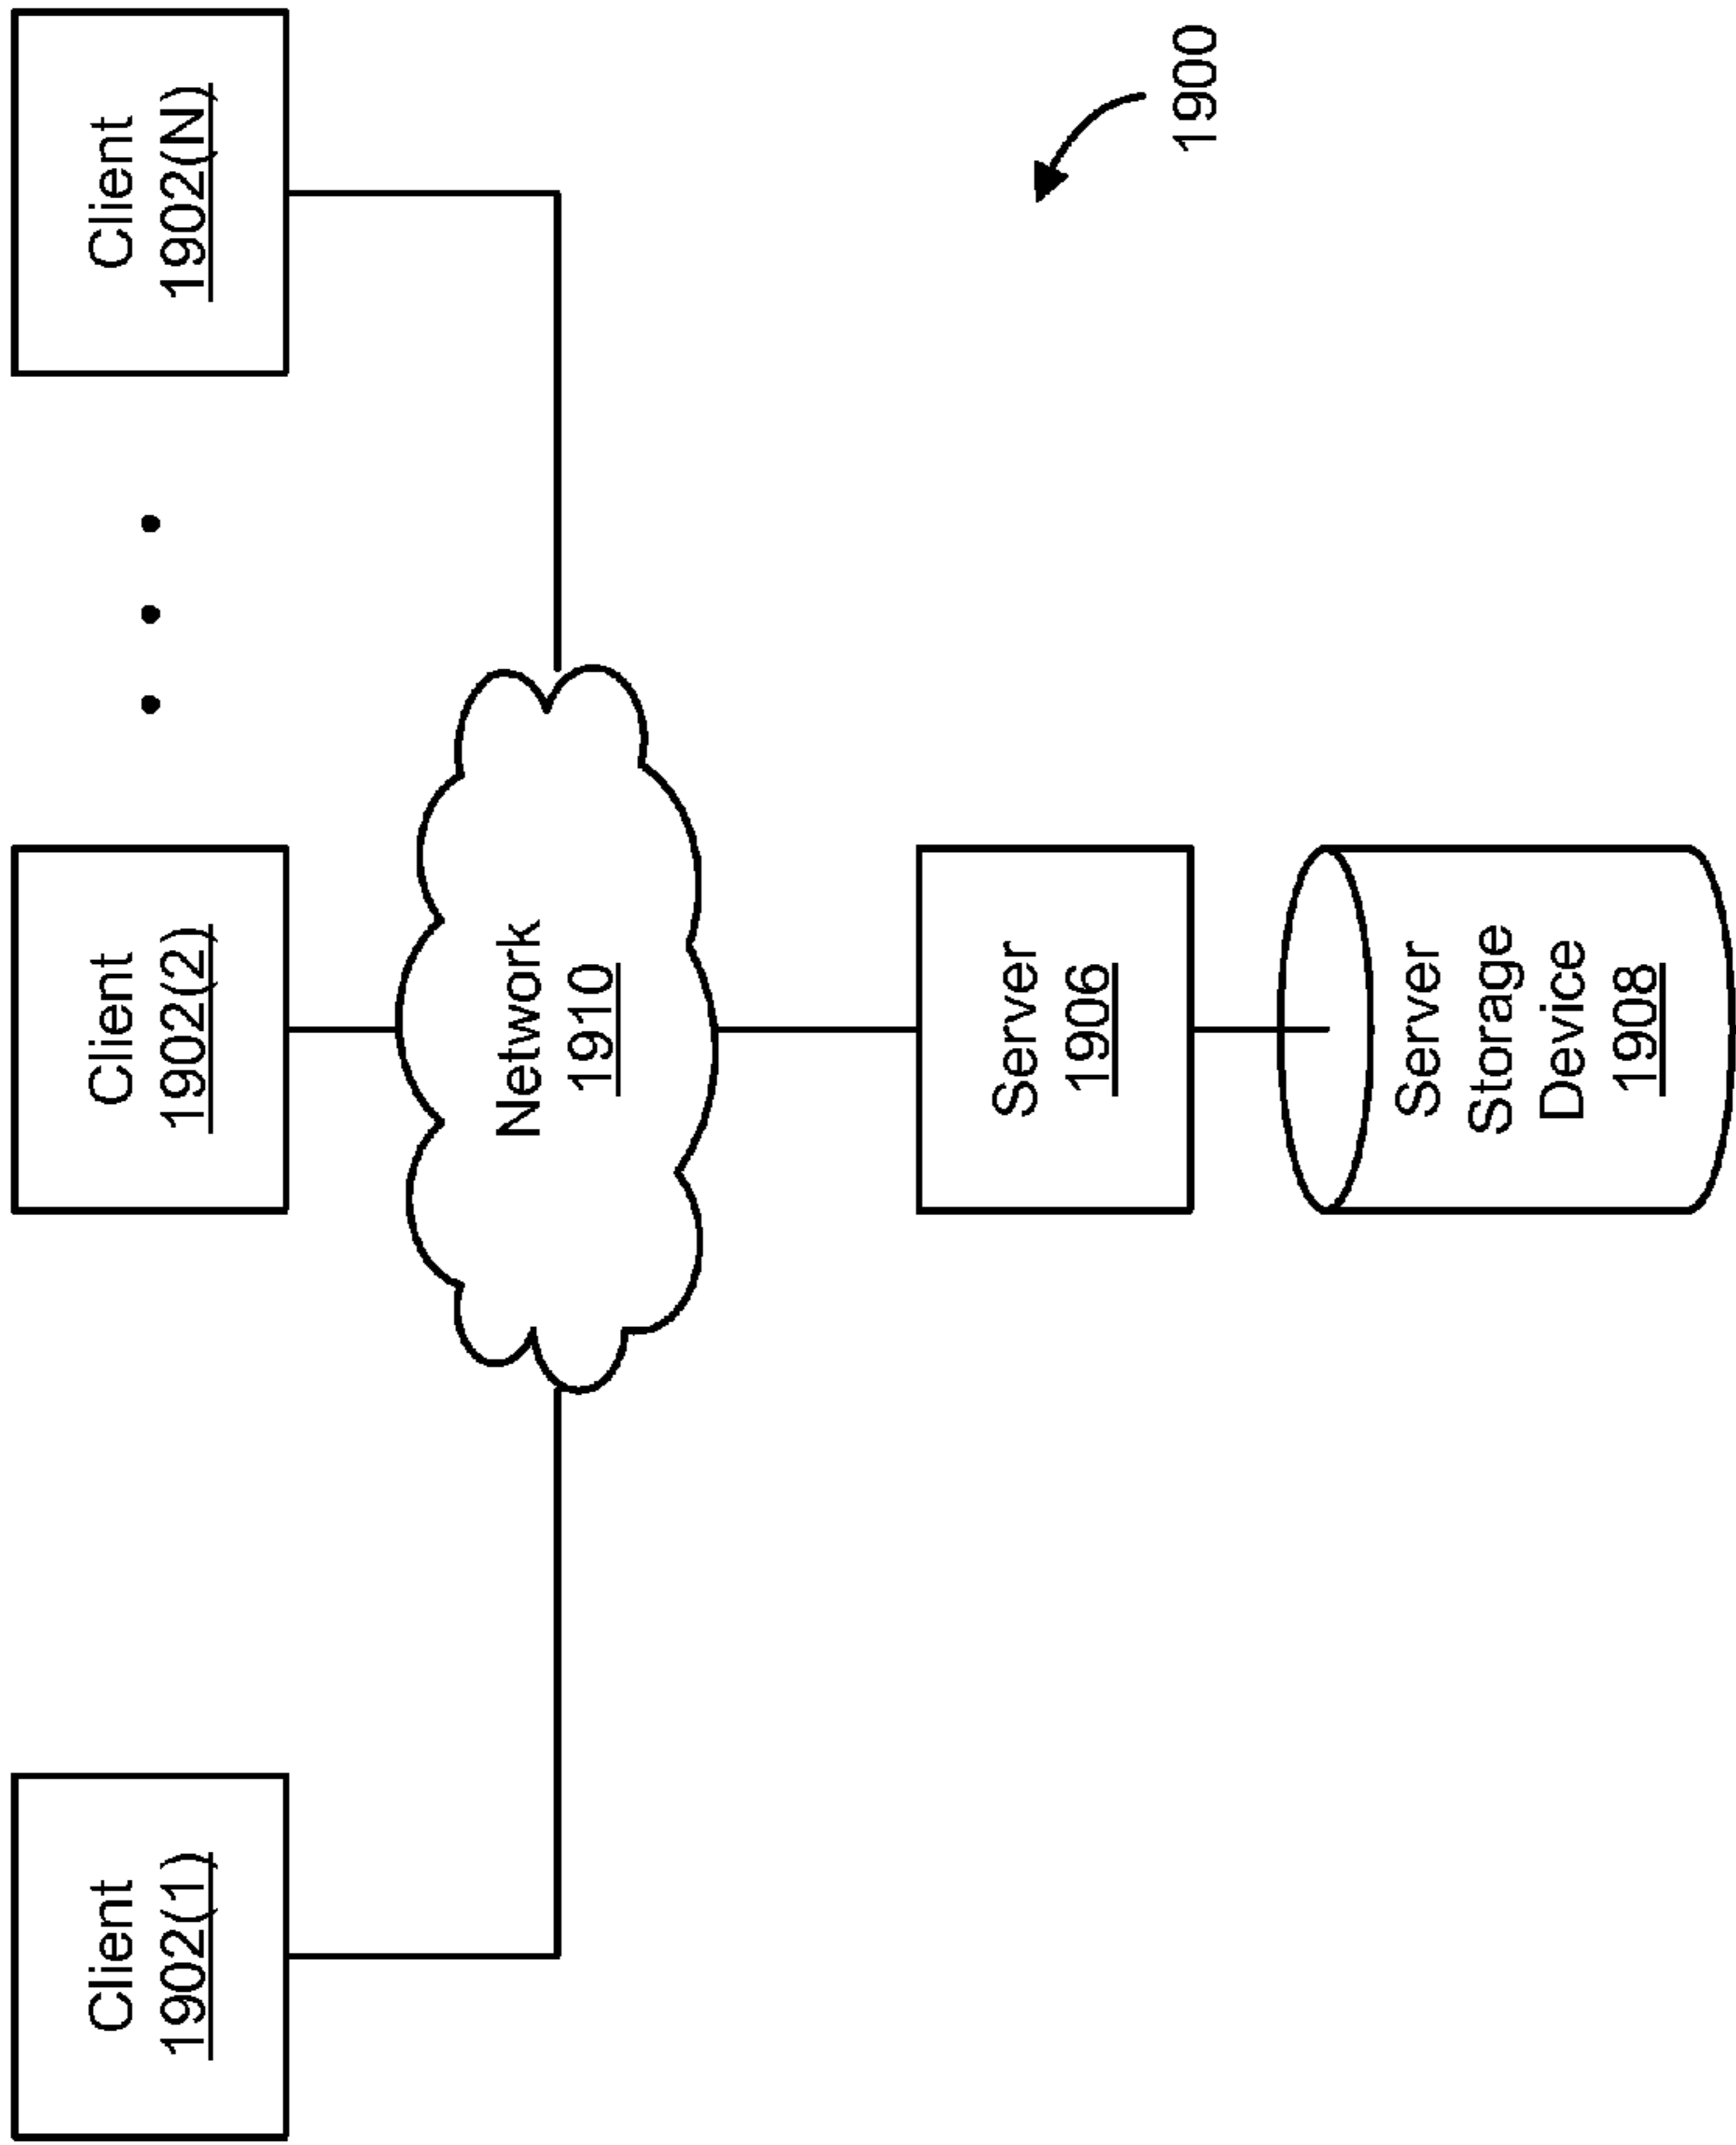 Client
1902(1)
Client
1902(2)
Client
1902(N)
Network
1910
Server
1906
Server
Storage
Device
1908
1900